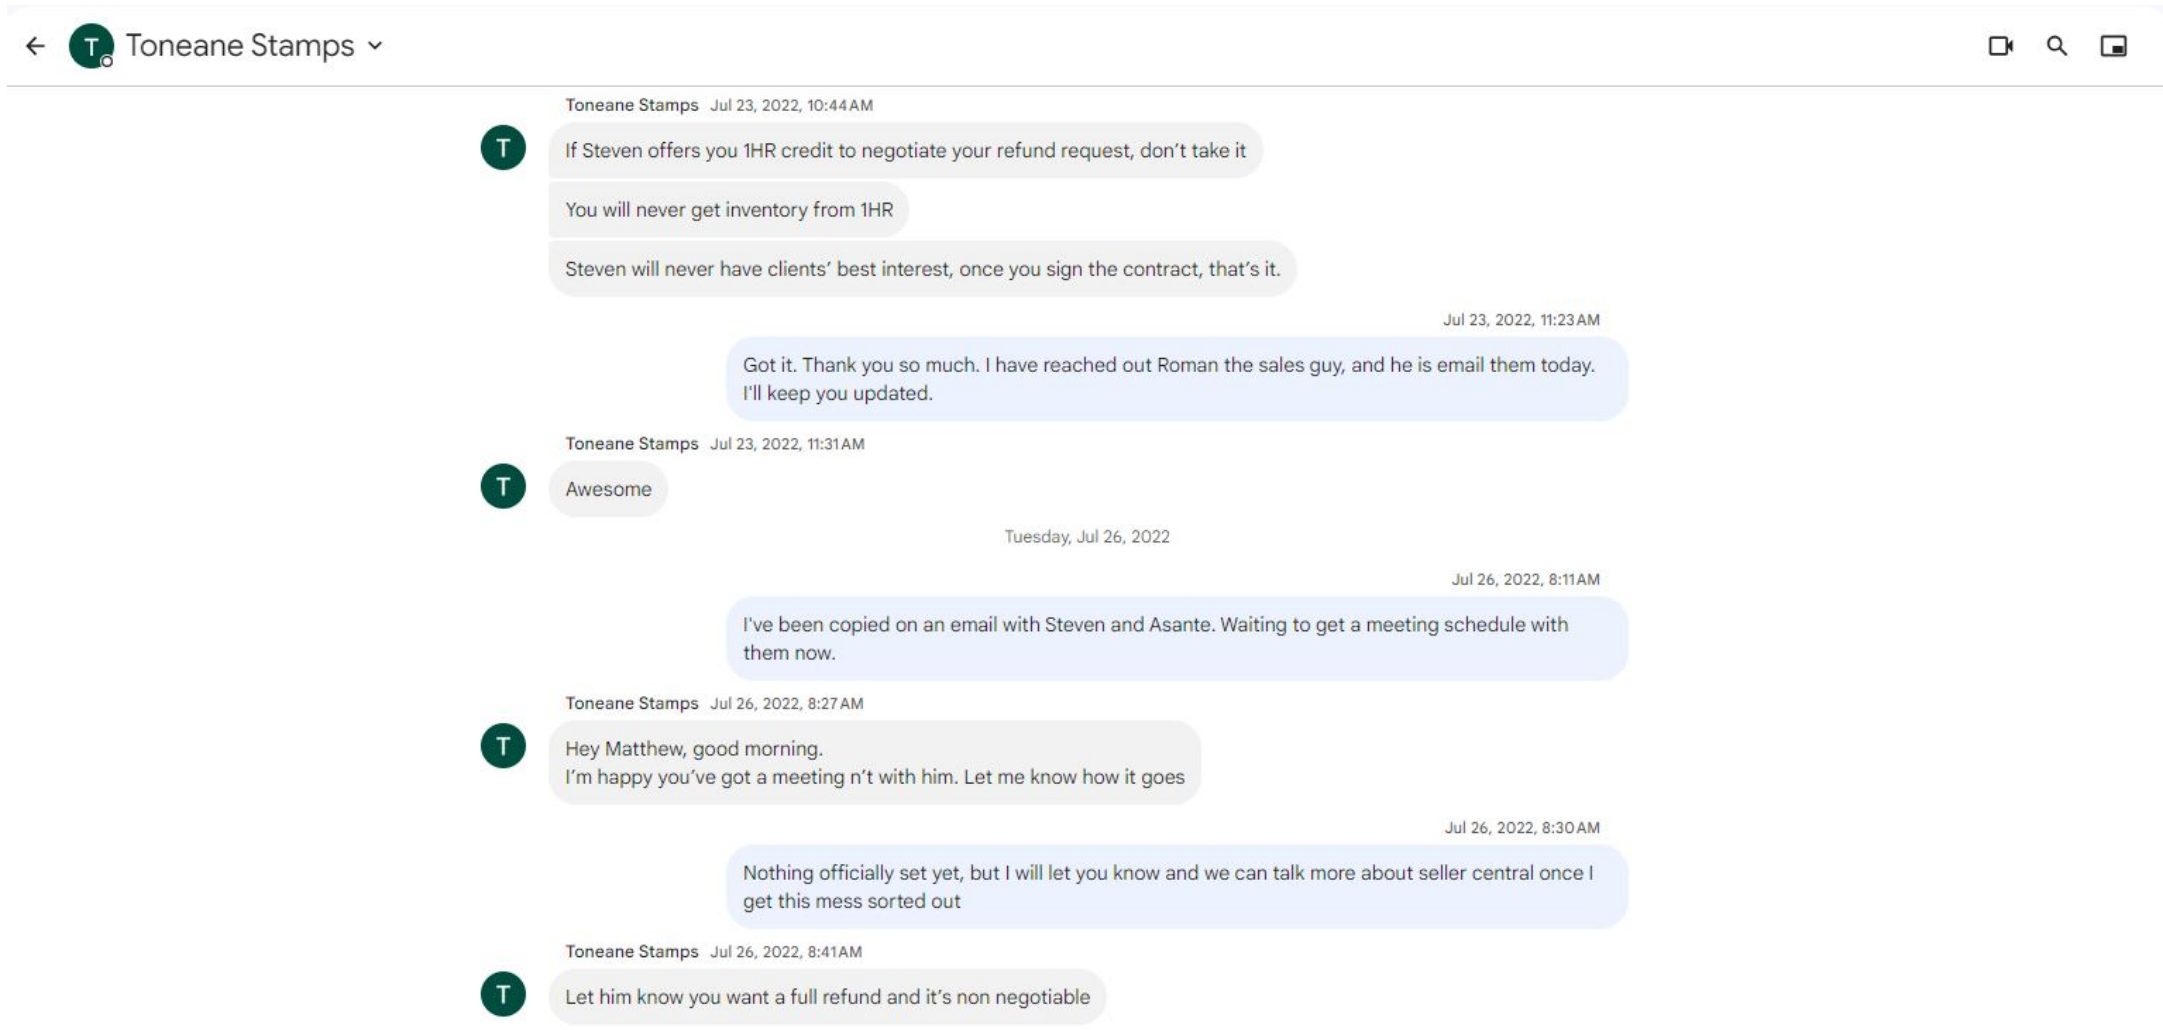 T Toneane Stamps
Toneane Stamps Jul 23, 2022, 10:44 AM
T
If Steven offers you 1HR credit to negotiate your refund request, don’t take it
You will never get inventory from 1HR
Steven will never have clients’ best interest, once you sign the contract, that’s it.
Jul 23, 2022, 11:23 AM
Got it. Thank you so much. I have reached out Roman the sales guy, and he is email them today.
I'll keep you updated.
Toneane Stamps Jul 23, 2022, 11:31 AM
T
Awesome
Tuesday, Jul 26, 2022
Jul 26, 2022, 8:11 AM
I've been copied on an email with Steven and Asante. Waiting to get a meeting schedule with
them now.
Toneane Stamps Jul 26, 2022, 8:27 AM
T
Hey Matthew, good morning.
I’m happy you’ve got a meeting n’t with him. Let me know how it goes
Jul 26, 2022, 8:30 AM
Nothing officially set yet, but I will let you know and we can talk more about seller central once I
get this mess sorted out
Toneane Stamps Jul 26, 2022, 8:41 AM
T
Let him know you want a full refund and it’s non negotiable